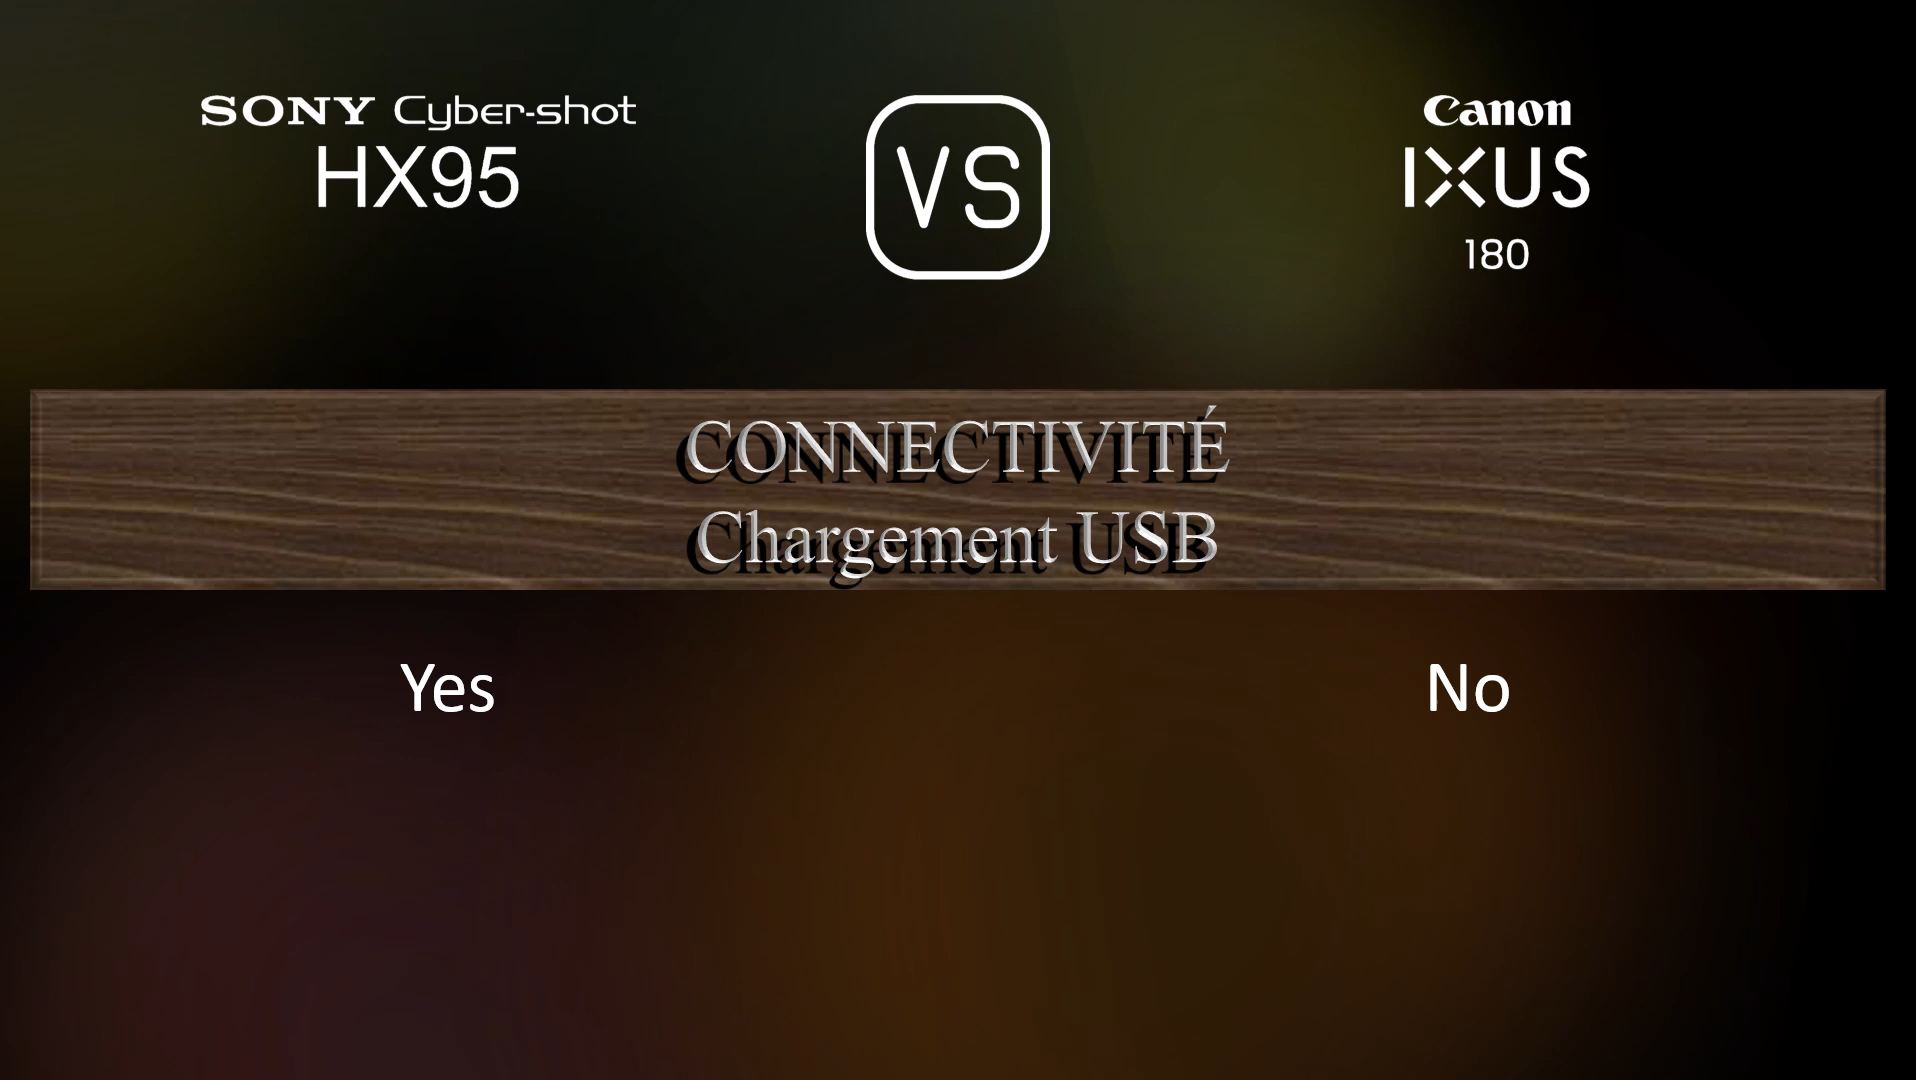 SONY Cyber-shot
HX95
VS
Canon
IXUS
180
CONNECTIVITÉ
Chargement USB
Yes
No